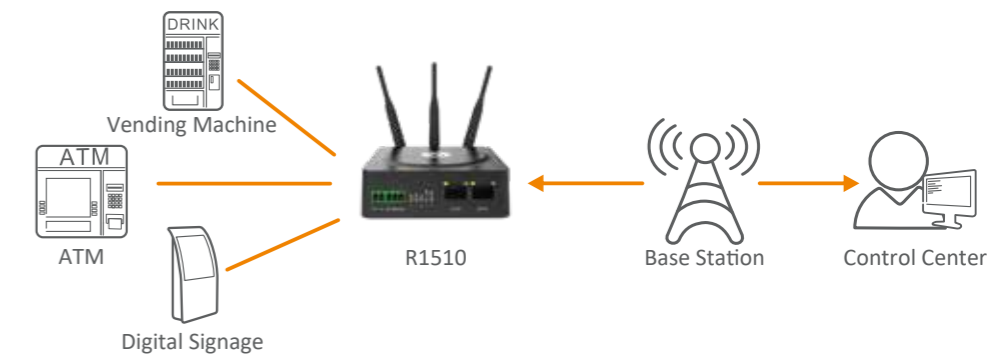 DRINK
Vending Machine
ATM
ATM
Digital Signage
R1510
Base Station
Control Center